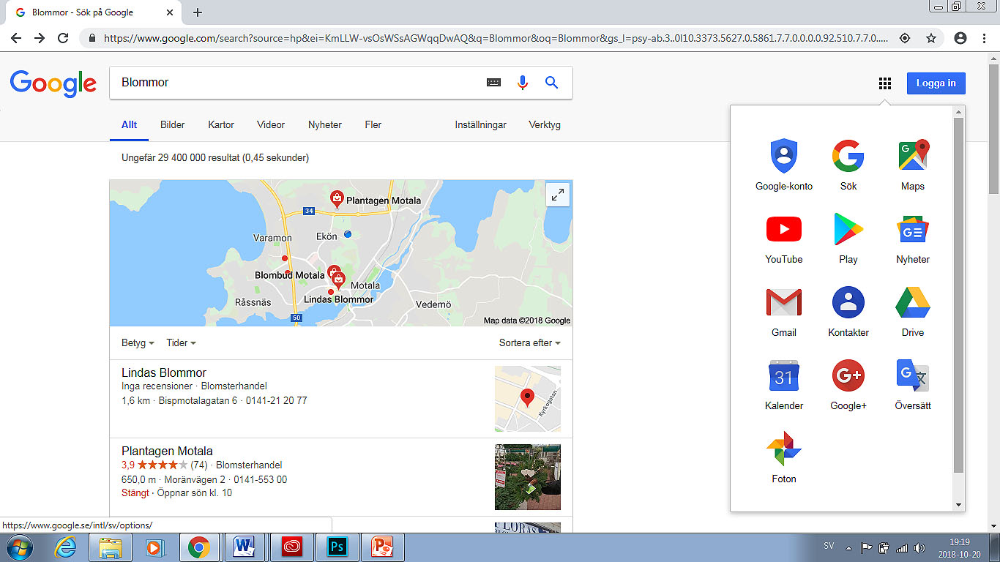 Blommor - Sök på Google
https://www.google.com/search?source=hp&ei=KmLLW-vsOsWSsAGWqqDwAQ&q=Blommor&oq=Blommor&gs_l=psy-ab.3..0l10.3373.5627.0.5861.7.7.0.0.0.0.92.510.7.7.0.....
Google
Blommor
Logga in
Allt Bilder Kartor Videor Nyheter Fler Inställningar Verktyg
Ungefär 29 400 000 resultat (0,45 sekunder)
Plantagen Motala
34
Varamon
Ekön
Blombud Motala
Motala
Råssnäs
Lindas Blommor
Vedemö
50
Map data ©2018 Google
Betyg Tider Sortera efter
Lindas Blommor
Inga recensioner · Blomsterhandel
1,6 km · Bispmotalagatan 6 · 0141-21 20 77
Kyrkogatan
Plantagen Motala
3,9 ★★★★★ (74) · Blomsterhandel
650,0 m · Moränvägen 2 · 0141-553 00
Stängt · Öppnar sön kl. 10
LORAS
Google-konto Sök Maps
YouTube Play Nyheter
Gmail Kontakter Drive
31
Kalender Google+ Översätt
Foton
https://www.google.se/intl/sv/options/
W Ps P
SV
19:19
2018-10-20